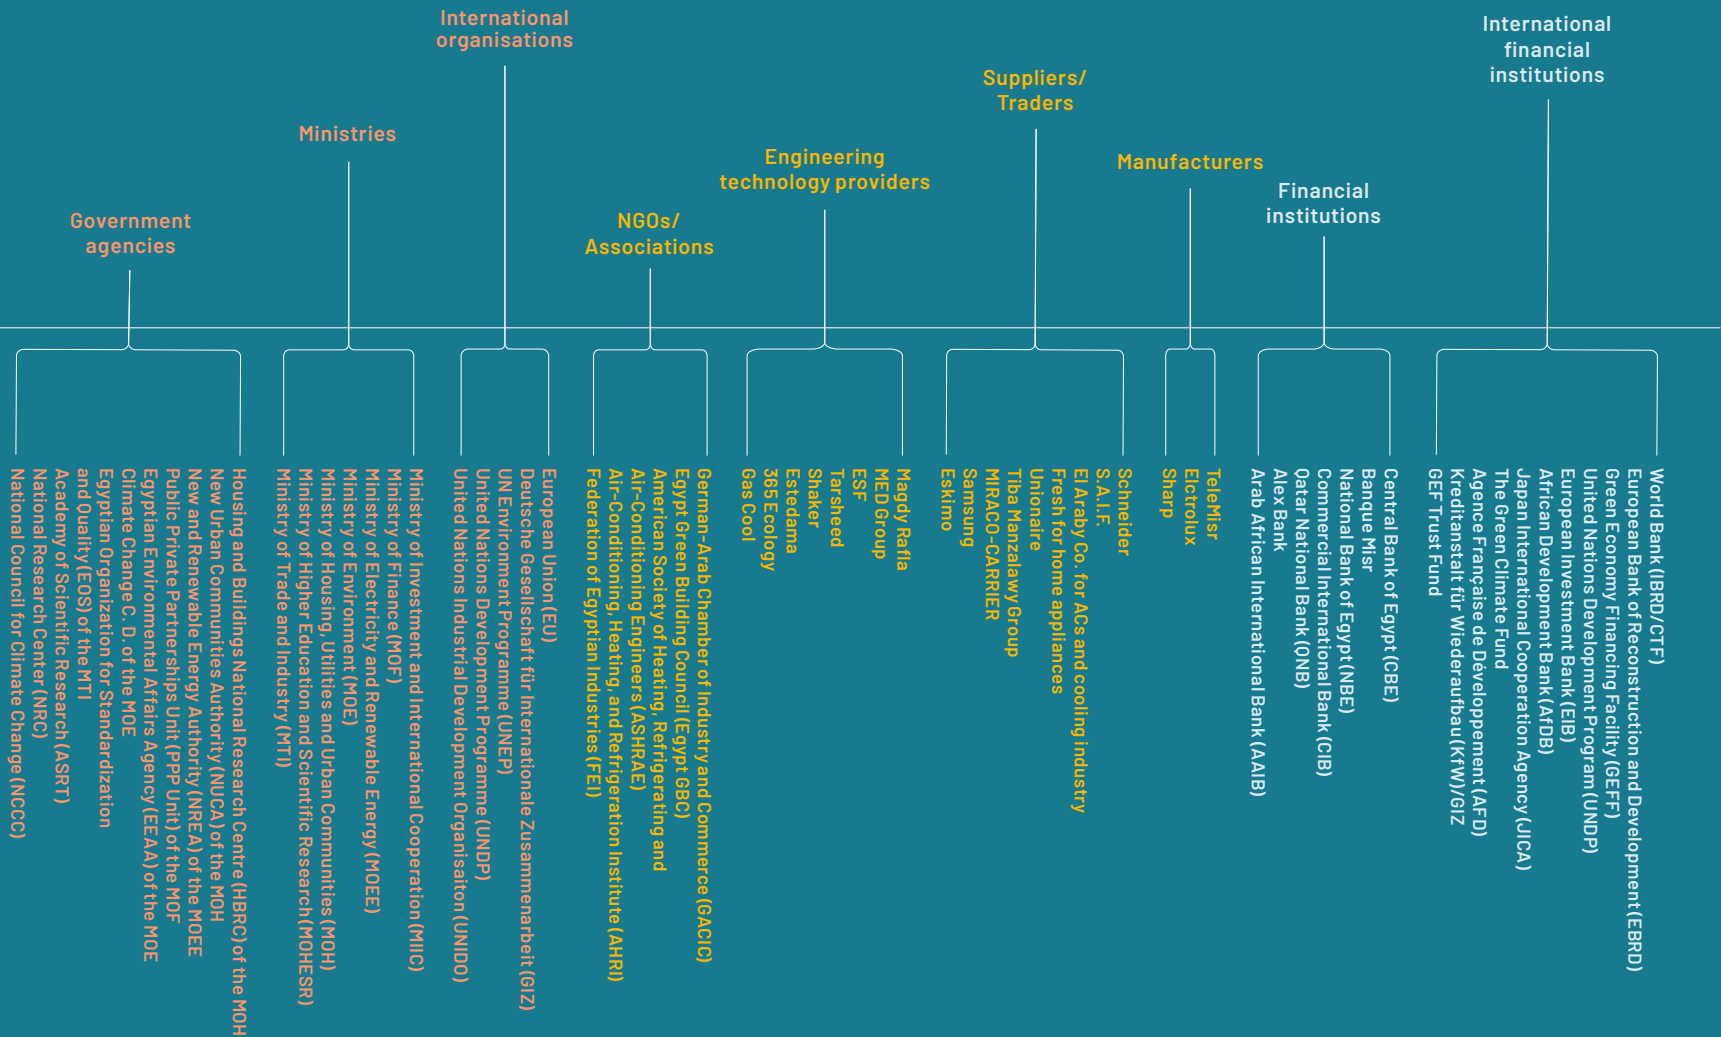 International
organisations
International
financial
institutions
Suppliers/
Traders
Ministries
Engineering
technology providers
Manufacturers
Financial
institutions
Government
agencies
NGOs/
Associations
Housing and Buildings National Research Centre (HBRC) of the MOH
New Urban Communities Authority (NUCA) of the MOH
New and Renewable Energy Authority (NREA) of the MOEE
Public Private Partnerships Unit (PPP Unit) of the MOF
Egyptian Environmental Affairs Agency (EEAA) of the MOE
Climate Change C. D. of the MOE
Egyptian Organization for Standardization
and Quality (EOS) of the MTI
Academy of Scientific Research (ASRT)
National Research Center (NRC)
National Council for Climate Change (NCCC)
Ministry of Investment and International Cooperation (MIIC)
Ministry of Finance (MOF)
Ministry of Electricity and Renewable Energy (MOEE)
Ministry of Environment (MOE)
Ministry of Housing, Utilities and Urban Communities (MOH)
Ministry of Higher Education and Scientific Research (MOHESR)
Ministry of Trade and Industry (MTI)
European Union (EU)
Deutsche Gesellschaft für Internationale Zusammenarbeit (GIZ)
UN Environment Programme (UNEP)
United Nations Development Programme (UNDP)
United Nations Industrial Development Organisaiton (UNIDO)
German-Arab Chamber of Industry and Commerce (GACIC)
Egypt Green Building Council (Egypt GBC)
American Society of Heating, Refrigerating and
Air-Conditioning Engineers (ASHRAE)
Air-Conditioning, Heating, and Refrigeration Institute (AHRI)
Federation of Egyptian Industries (FEI)
Magdy Rafla
MED Group
ESF
Tarsheed
Shaker
Estedama
365 Ecology
Gas Cool
Schneider
S.A.I.F.
El Araby Co. for ACs and cooling industry
Fresh for home appliances
Unionaire
Tiba Manzalawy Group
MIRACO-CARRIER
Samsung
Eskimo
TeleMisr
Elctrolux
Sharp
Central Bank of Egypt (CBE)
Banque Misr
National Bank of Egypt (NBE)
Commercial International Bank (CIB)
Qatar National Bank (QNB)
Alex Bank
Arab African International Bank (AAIB)
World Bank (IBRD/CTF)
European Bank of Reconstruction and Development (EBRD)
Green Economy Financing Facility (GEFF)
United Nations Development Program (UNDP)
European Investment Bank (EIB)
African Development Bank (AfDB)
Japan International Cooperation Agency (JICA)
The Green Climate Fund
Agence Française de Développement (AFD)
Kreditanstalt für Wiederaufbau (KfW)/GIZ
GEF Trust Fund